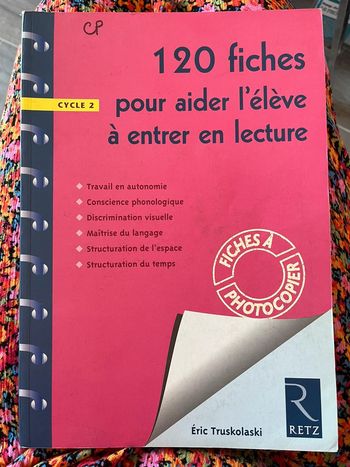 CP
120 fiches
CYCLE 2
pour aider l'élève
à entrer en lecture
Travail en autonomie
Conscience phonologique
Discrimination visuelle
Maîtrise du langage
Structuration de l'espace
Structuration du temps
FICHES À
PHOTOCOPIER
Éric Truskolaski
R
RETZ